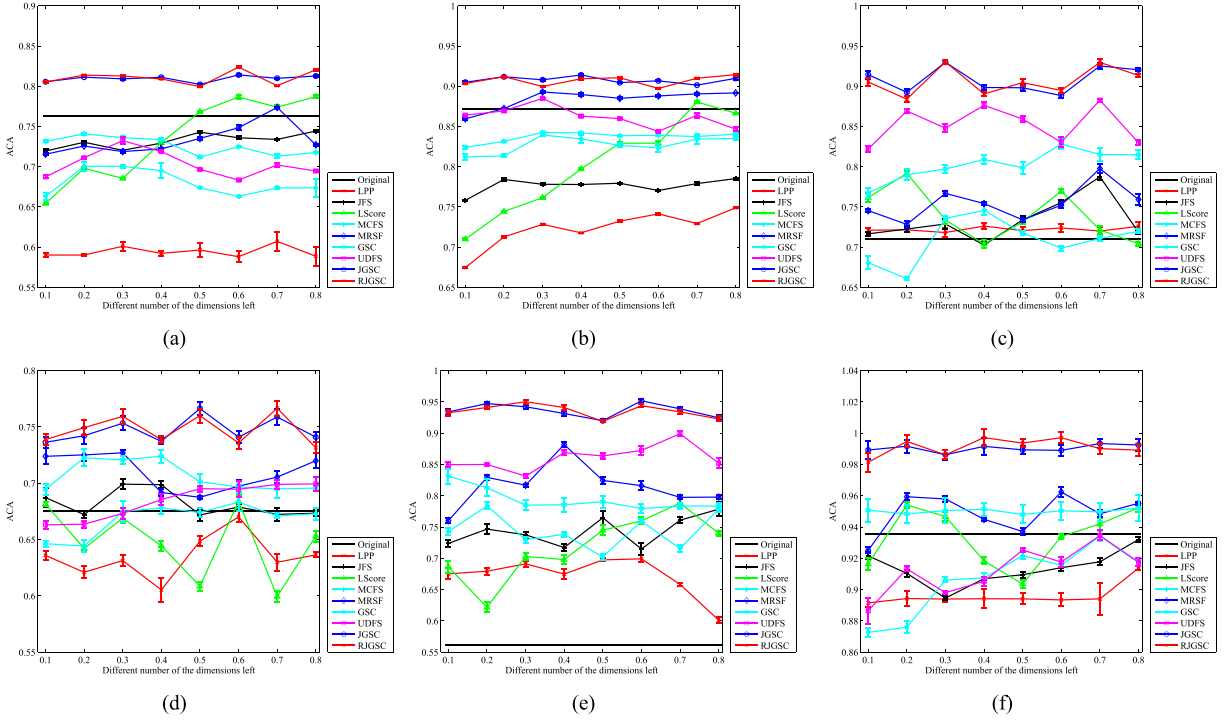 0.9
0.85
0.8
0.75
0.7
0.65
0.6
0.55
ACA
0.1 0.2 0.3 0.4 0.5 0.6 0.7 0.8
Different number of the dimensions left
Original
LPP
JFS
LScore
MCFS
MRSF
GSC
UDFS
JGSC
RJGSC
(a)
1
0.95
0.9
0.85
0.8
0.75
0.7
0.65
ACA
0.1 0.2 0.3 0.4 0.5 0.6 0.7 0.8
Different number of the dimensions left
Original
LPP
JFS
LScore
MCFS
MRSF
GSC
UDFS
JGSC
RJGSC
(b)
1
0.95
0.9
0.85
0.8
0.75
0.7
0.65
ACA
0.1 0.2 0.3 0.4 0.5 0.6 0.7 0.8
Different number of the dimensions left
Original
LPP
JFS
LScore
MCFS
MRSF
GSC
UDFS
JGSC
RJGSC
(c)
0.8
0.75
0.7
0.65
0.6
0.55
ACA
0.1 0.2 0.3 0.4 0.5 0.6 0.7 0.8
Different number of the dimensions left
Original
LPP
JFS
LScore
MCFS
MRSF
GSC
UDFS
JGSC
RJGSC
(d)
1
0.95
0.9
0.85
0.8
0.75
0.7
0.65
0.6
0.55
ACA
0.1 0.2 0.3 0.4 0.5 0.6 0.7 0.8
Different number of the dimensions left
Original
LPP
JFS
LScore
MCFS
MRSF
GSC
UDFS
JGSC
RJGSC
(e)
1.04
1.02
1
0.98
0.96
0.94
0.92
0.9
0.88
0.86
ACA
0.1 0.2 0.3 0.4 0.5 0.6 0.7 0.8
Different number of the dimensions left
Original
LPP
JFS
LScore
MCFS
MRSF
GSC
UDFS
JGSC
RJGSC
(f)